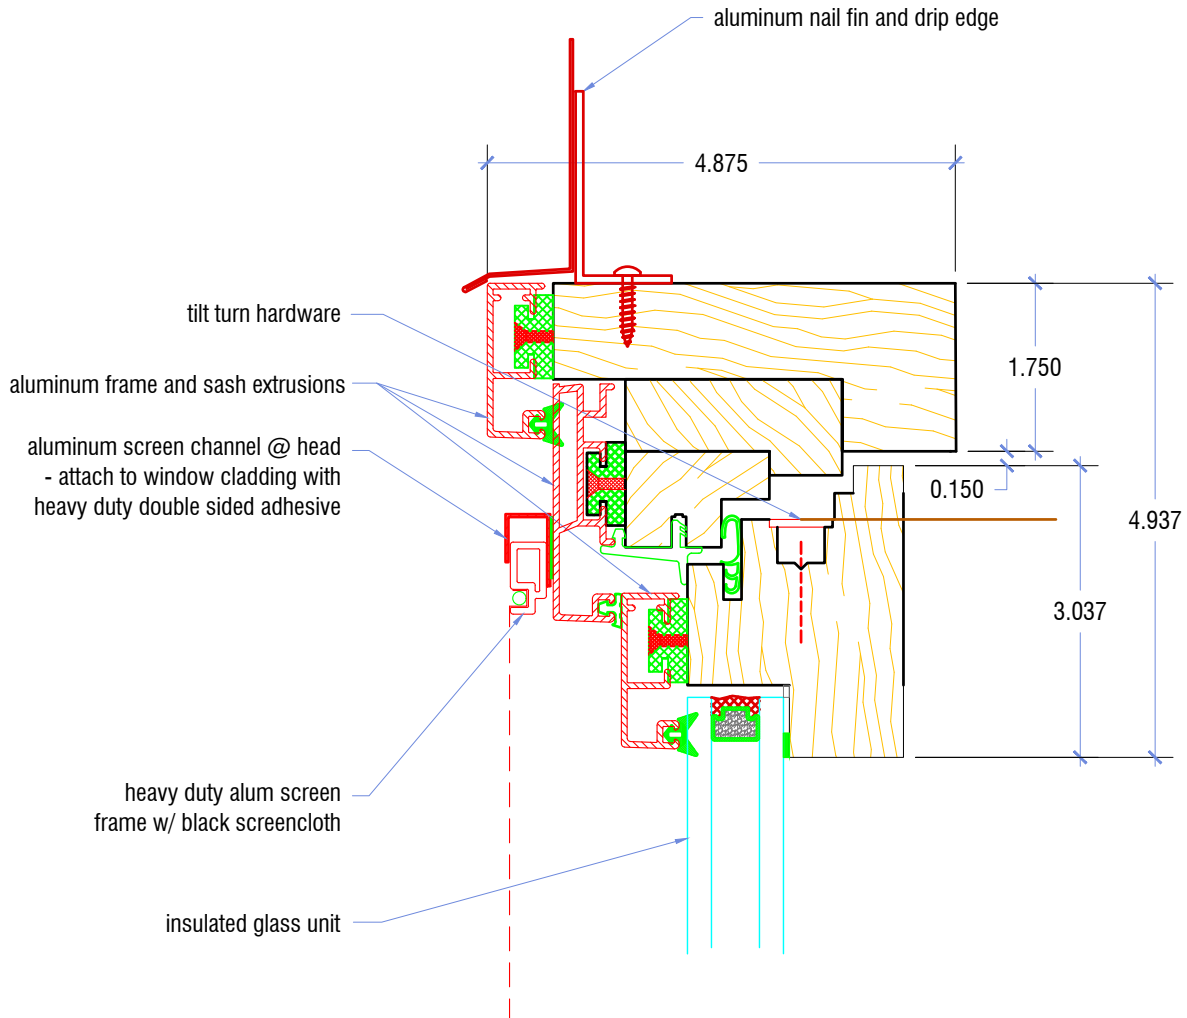 aluminum nail fin and drip edge
4.875
tilt turn hardware
1.750
aluminum frame and sash extrusions
aluminum screen channel @ head
- attach to window cladding with
heavy duty double sided adhesive
0.150
4.937
3.037
heavy duty alum screen
frame w/ black screencloth
insulated glass unit